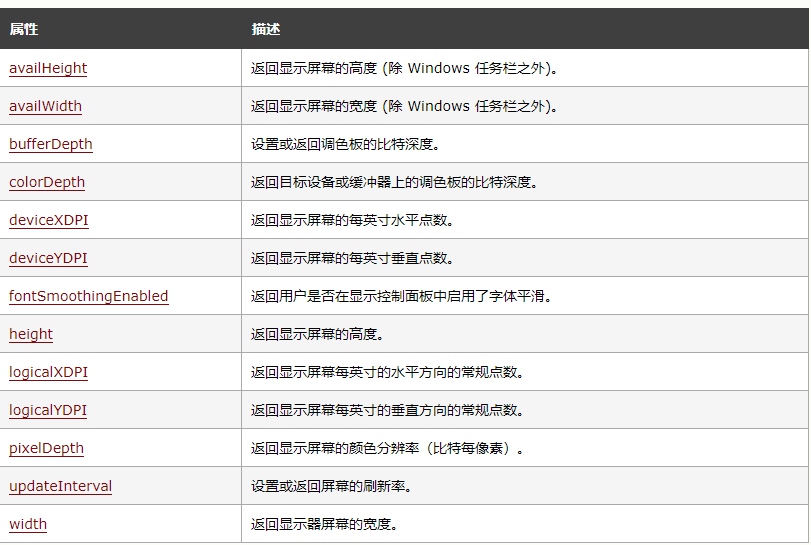 属性 描述
availHeight 返回显示屏幕的高度 (除 Windows 任务栏之外)。
availWidth 返回显示屏幕的宽度 (除 Windows 任务栏之外)。
bufferDepth 设置或返回调色板的比特深度。
colorDepth 返回目标设备或缓冲器上的调色板的比特深度。
deviceXDPI 返回显示屏幕的每英寸水平点数。
deviceYDPI 返回显示屏幕的每英寸垂直点数。
fontSmoothingEnabled 返回用户是否在显示控制面板中启用了字体平滑。
height 返回显示屏幕的高度。
logicalXDPI 返回显示屏幕每英寸的水平方向的常规点数。
logicalYDPI 返回显示屏幕每英寸的垂直方向的常规点数。
pixelDepth 返回显示屏幕的颜色分辨率（比特每像素）。
updateInterval 设置或返回屏幕的刷新率。
width 返回显示器屏幕的宽度。